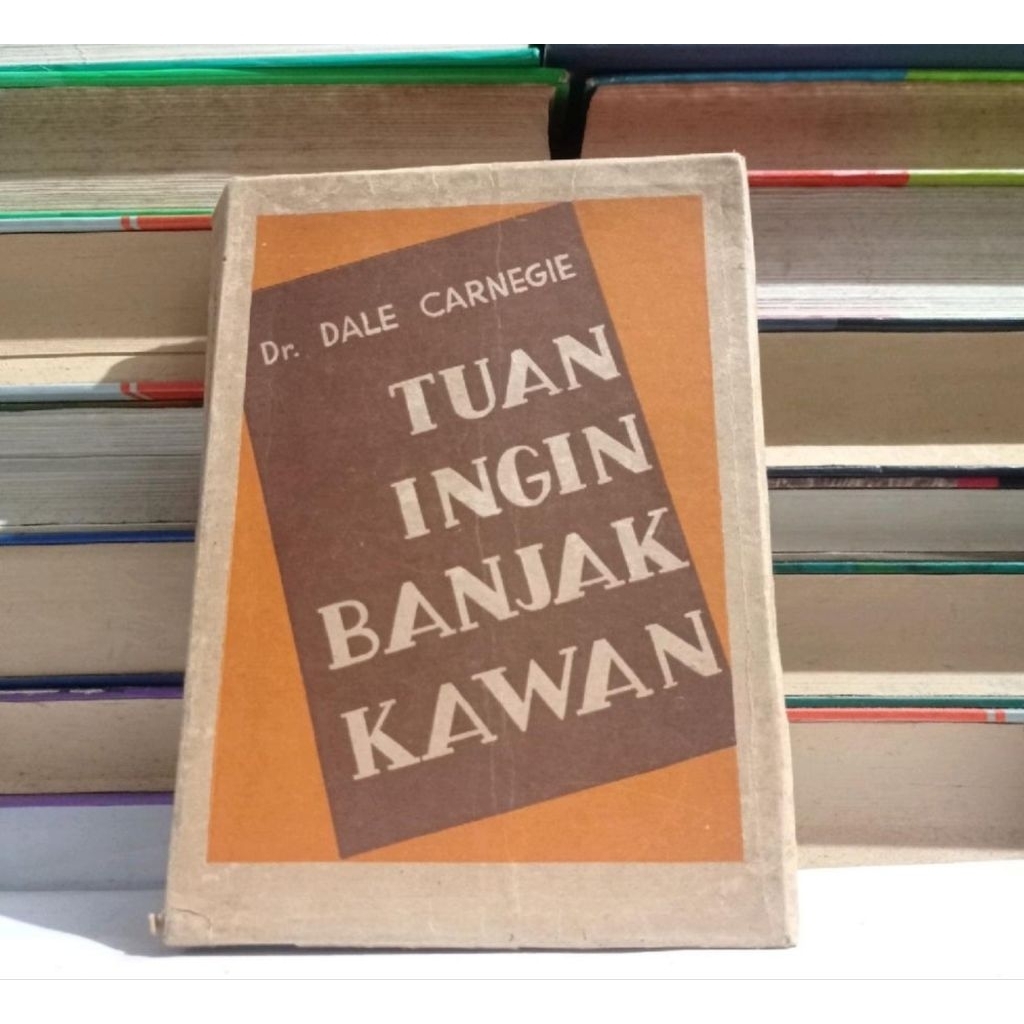 Dr. DALE CARNEGIE
TUAN
INGIN
BANJAK
KAWAN